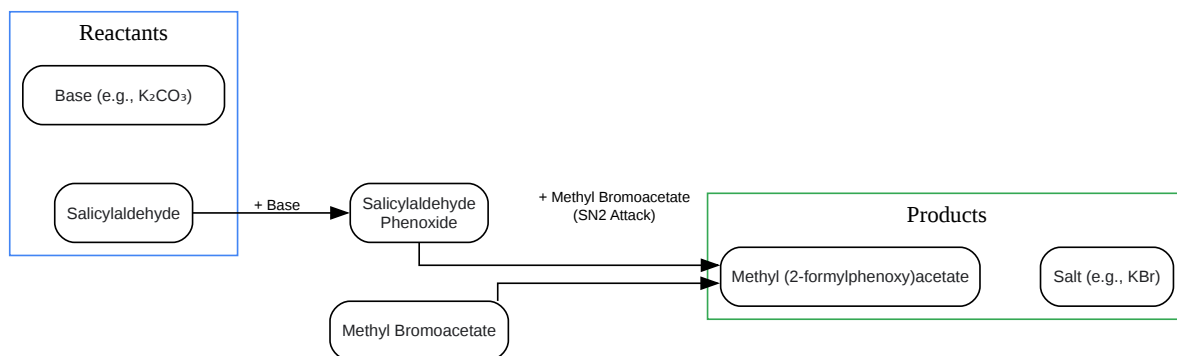 Reactants
Base (e.g., K₂CO₃)
Salicylaldehyde
+ Base
Salicylaldehyde
Phenoxide
+ Methyl Bromoacetate
(SN2 Attack)
Products
Methyl (2-formylphenoxy)acetate
Salt (e.g., KBr)
Methyl Bromoacetate